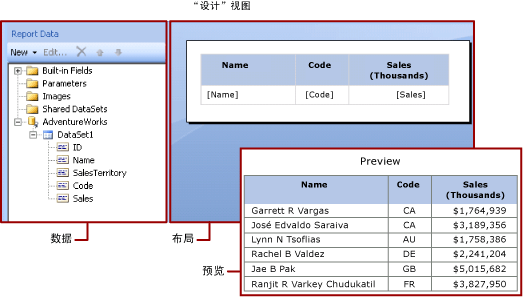 “设计”视图
Report Data
New Edit...
Built-in Fields
Parameters
Images
Shared DataSets
AdventureWorks
DataSet1
ID
Name
SalesTerritory
Code
Sales
Name Code Sales (Thousands)
[Name] [Code] [Sales]
Preview
Name Code Sales (Thousands)
Garrett R Vargas CA $1,764,939
José Edvaldo Saraiva CA $3,189,356
Lynn N Tsoflias AU $1,758,386
Rachel B Valdez DE $2,241,204
Jae B Pak GB $5,015,682
Ranjit R Varkey Chudukatil FR $3,827,950
数据
布局
预览